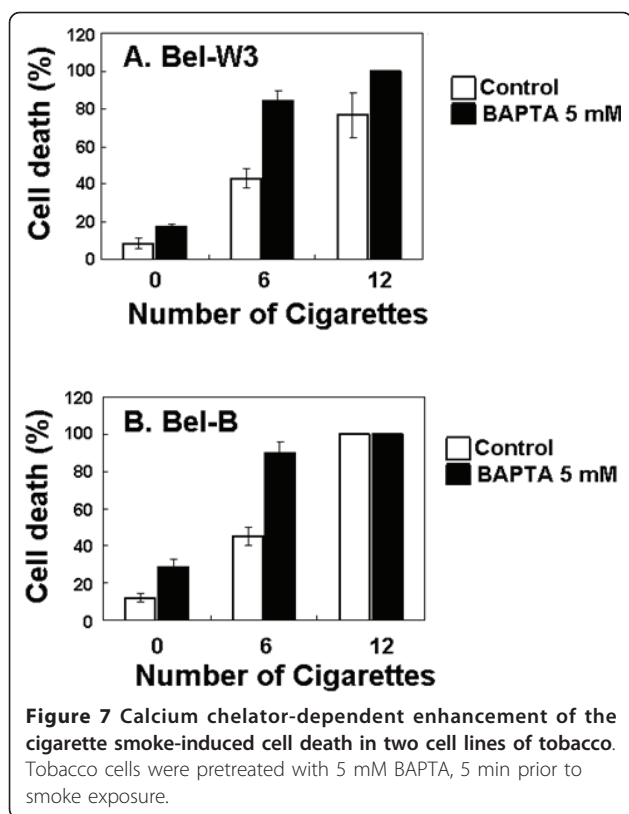 120
100
80
60
40
20
0
Cell death (%)
A. Bel-W3
Control
BAPTA 5 mM
0 6 12
Number of Cigarettes
120
100
80
60
40
20
0
Cell death (%)
B. Bel-B
Control
BAPTA 5 mM
0 6 12
Number of Cigarettes
Figure 7 Calcium chelator-dependent enhancement of the
cigarette smoke-induced cell death in two cell lines of tobacco.
Tobacco cells were pretreated with 5 mM BAPTA, 5 min prior to
smoke exposure.